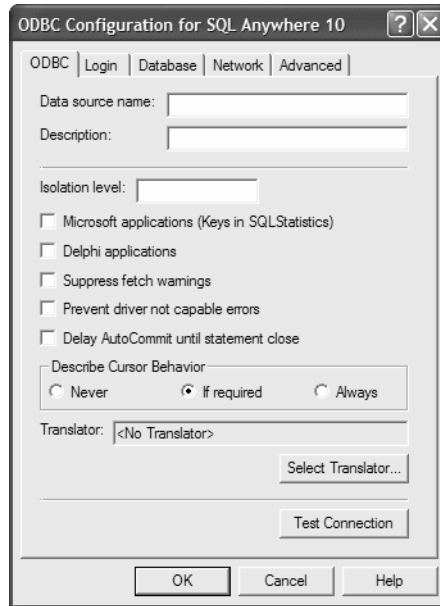 ODBC Configuration for SQL Anywhere 10
ODBC Login Database Network Advanced
Data source name:
Description:
Isolation level:
Microsoft applications (Keys in SQLStatistics)
Delphi applications
Suppress fetch warnings
Prevent driver not capable errors
Delay AutoCommit until statement close
Describe Cursor Behavior
Never If required Always
Translator: <No Translator>
Select Translator...
Test Connection
OK Cancel Help